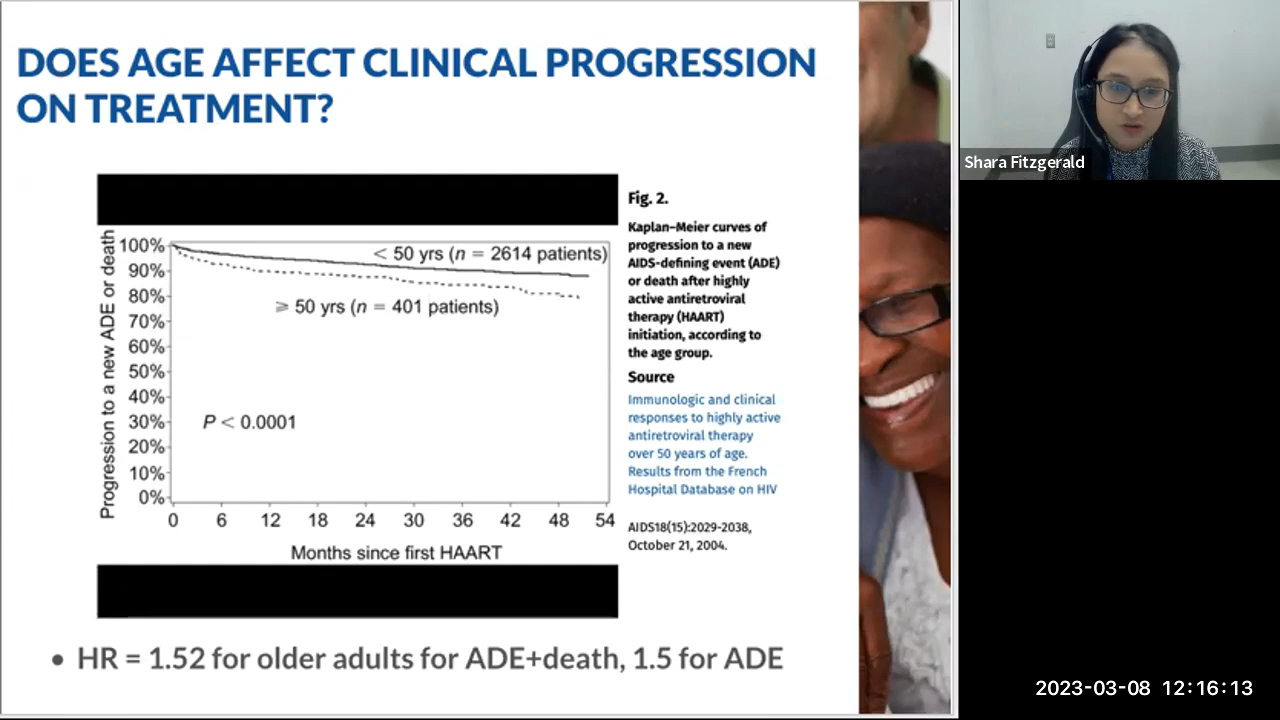 DOES AGE AFFECT CLINICAL PROGRESSION
ON TREATMENT?
Progression to a new ADE or death
100%
90%
80%
70%
60%
50%
40%
30%
20%
10%
0%
< 50 yrs (n = 2614 patients)
⩾ 50 yrs (n = 401 patients)
P < 0.0001
0 6 12 18 24 30 36 42 48 54
Months since first HAART
Fig. 2.
Kaplan–Meier curves of
progression to a new
AIDS-defining event (ADE)
or death after highly
active antiretroviral
therapy (HAART)
initiation, according to
the age group.
Source
Immunologic and clinical
responses to highly active
antiretroviral therapy
over 50 years of age.
Results from the French
Hospital Database on HIV
AIDS18(15):2029-2038,
October 21, 2004.
• HR = 1.52 for older adults for ADE+death, 1.5 for ADE
Shara Fitzgerald
2023-03-08 12:16:13